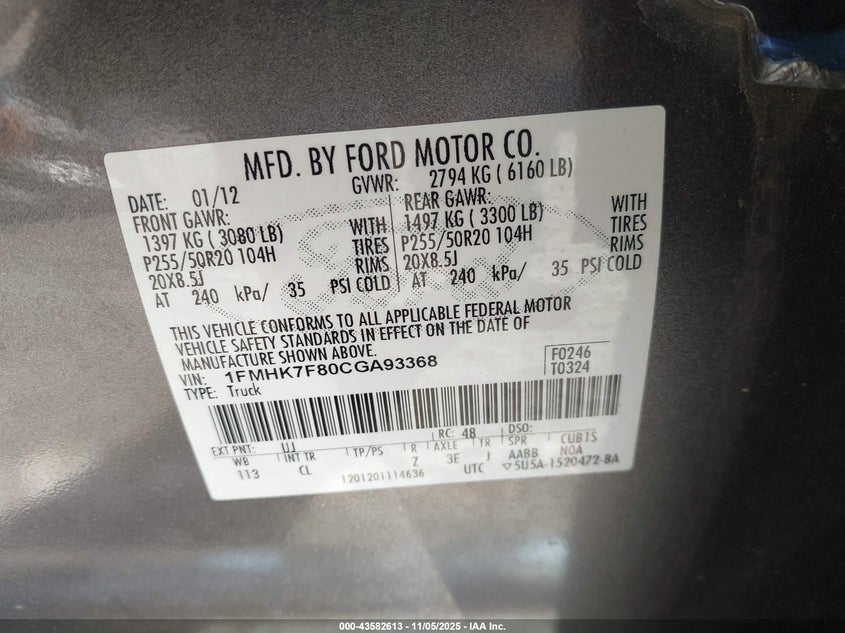 MFD. BY FORD MOTOR CO.
DATE: 01/12 GVWR: 2794 KG ( 6160 LB)
FRONT GAWR: REAR GAWR:
1397 KG ( 3080 LB) WITH 1497 KG ( 3300 LB) WITH
P255/50R20 104H TIRES P255/50R20 104H TIRES
20X8.5J RIMS 20X8.5J RIMS
AT 240 kPa/ 35 PSI COLD AT 240 kPa/ 35 PSI COLD
THIS VEHICLE CONFORMS TO ALL APPLICABLE FEDERAL MOTOR
VEHICLE SAFETY STANDARDS IN EFFECT ON THE DATE OF
MANUFACTURE SHOWN ABOVE.
VIN: 1FMHK7F80CGA93368 F0246
TYPE: Truck T0324
EXT PNT: UJ RC: 48 DSO:
WB INT TR TP/PS R AXLE TR SPR CUB1S
113 CL Z 3E J AABB NOA
1201201114636 UTC ▽5U5A-1520472-BA
000-43582613 - 11/05/2025 - IAA Inc.